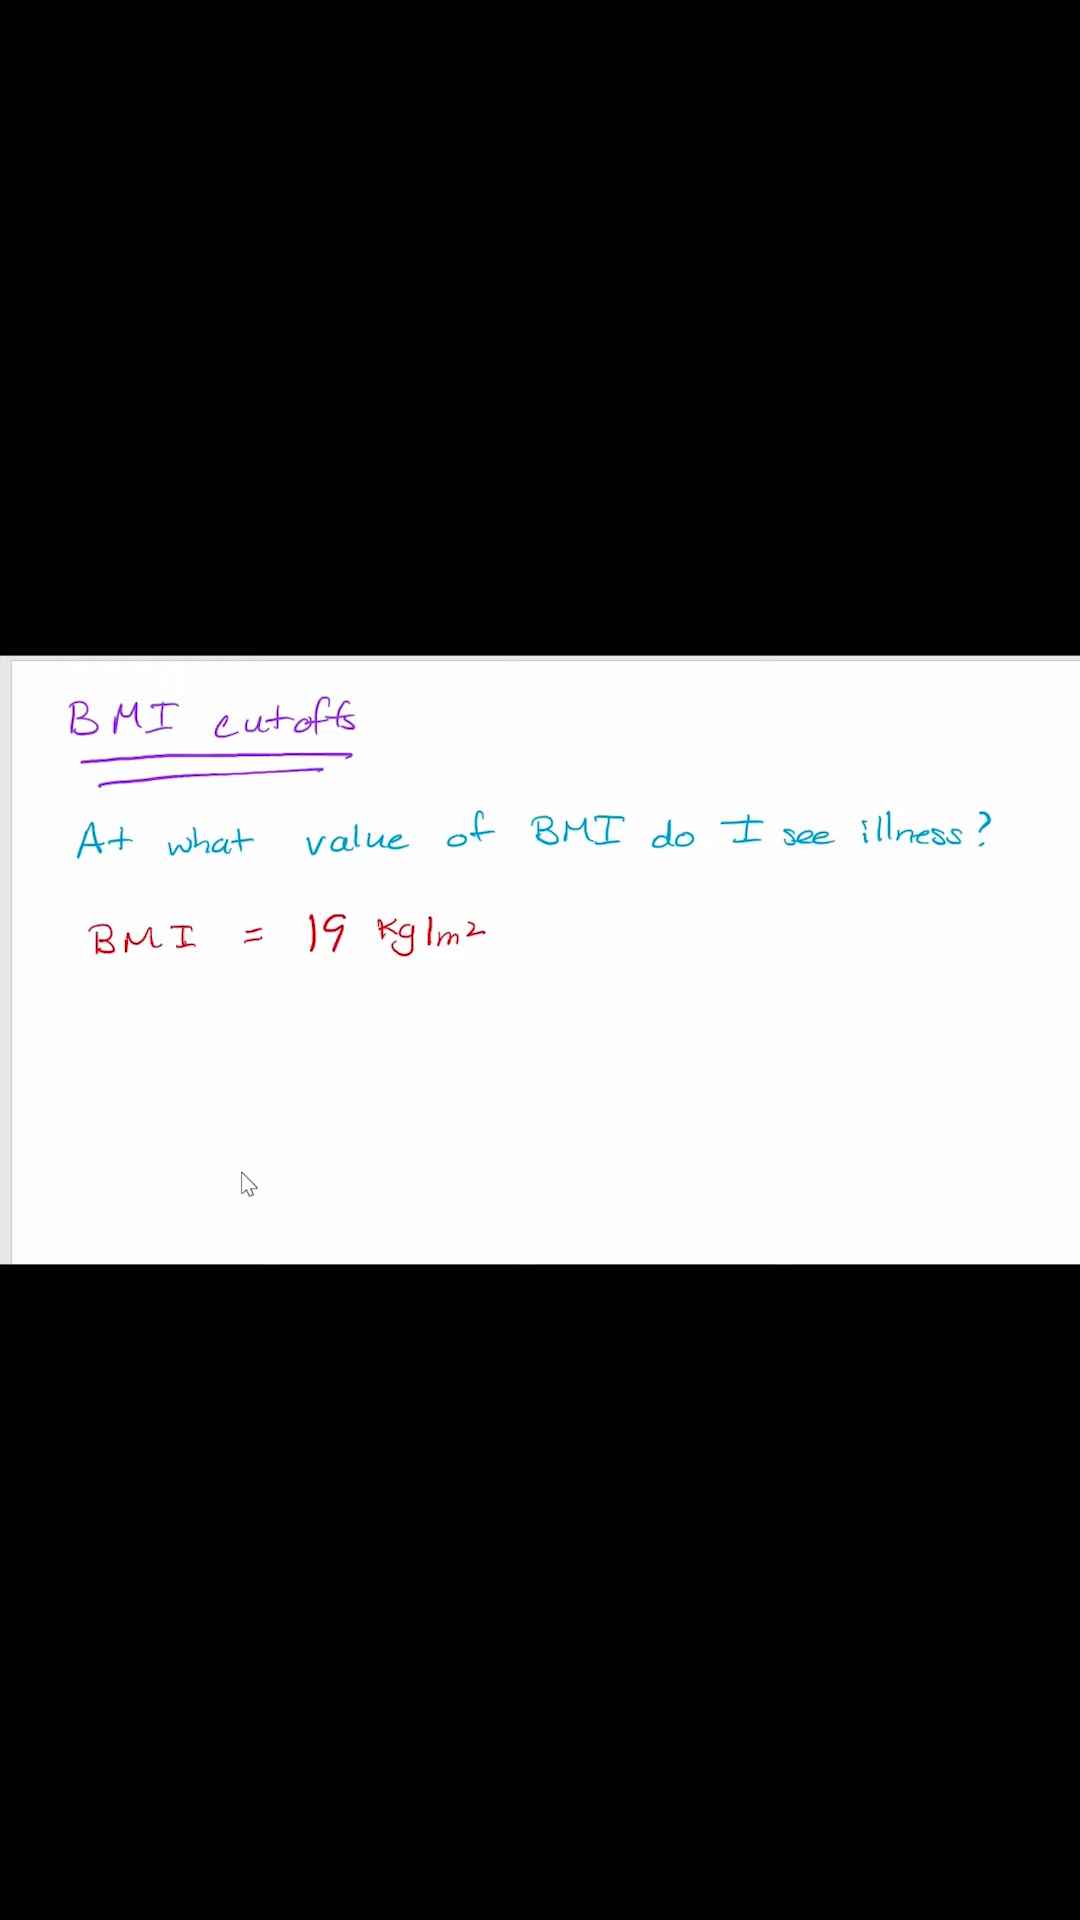 BMI cutoffs
At what value of BMI do I see illness?
BMI = 19 kg/m2